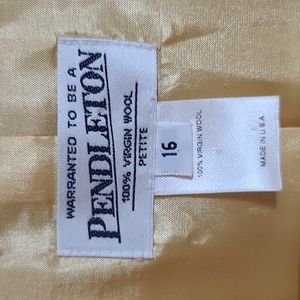 WARRANTED TO BE A
PENDLETON
100% VIRGIN WOOL
PETITE
16
100% VIRGIN WOOL
MADE IN U.S.A.